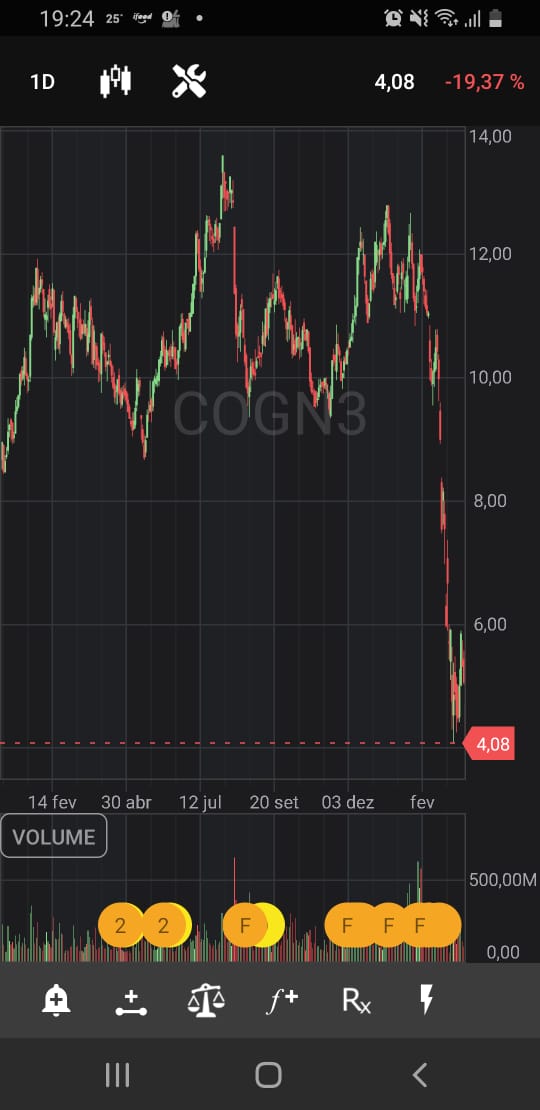 19:24 25° ifood
1D 4,08 -19,37 %
14,00
12,00
10,00
COGN3
8,00
6,00
4,08
14 fev 30 abr 12 jul 20 set 03 dez fev
VOLUME
500,00M
2 2 F F F F
0,00
f+ Rx